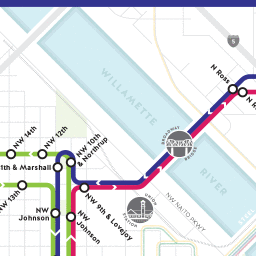 5
WILLAMETTE
RIVER
N Ross
N
BROADWAY
BRIDGE
NW 14th
NW 12th
NW 10th
& Northrup
th & Marshall
NW 13th
NW
Johnson
NW
Johnson
NW 9th & Lovejoy
UNION
STATION
NW NAITO PKWY